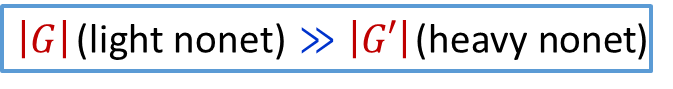 |G| (light nonet) ≫ |G′| (heavy nonet)